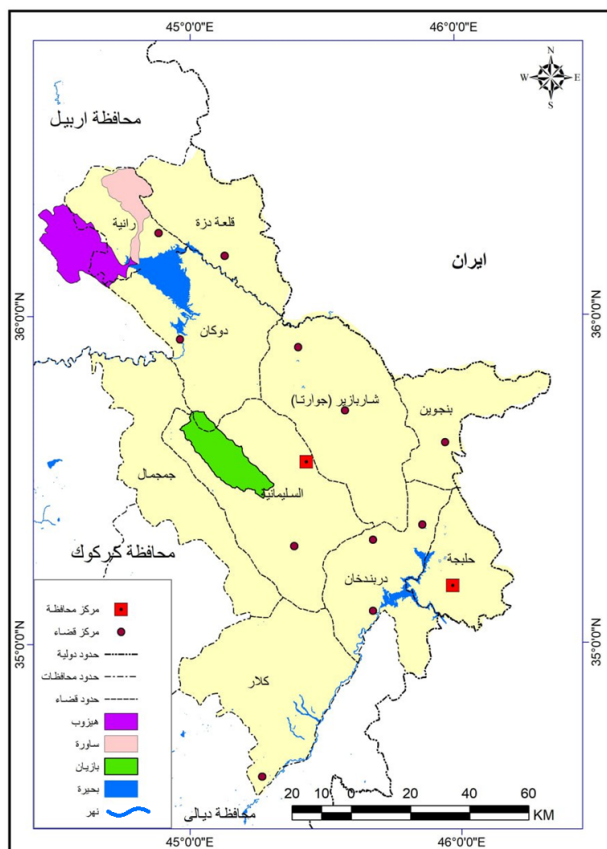 45°0'0"N
46°0'0"N
N
W
E
S
محافظة اربيل
رانية
قلعة دزة
ايران
36°0'0"N
36°0'0"N
دوكان
شاربازير (جوارتا)
بنجوين
جمجمال
السليمانية
محافظة كركوك
دربندخان
حلبجة
35°0'0"N
35°0'0"N
كلار
مركز محافظة
مركز قضاء
حدود دولية
حدود محافظات
حدود قضاء
هيزوب
ساورة
بازيان
بحيرة
نهر
محافظة ديالى
20 10 0 20 40 60
KM
45°0'0"N
46°0'0"N